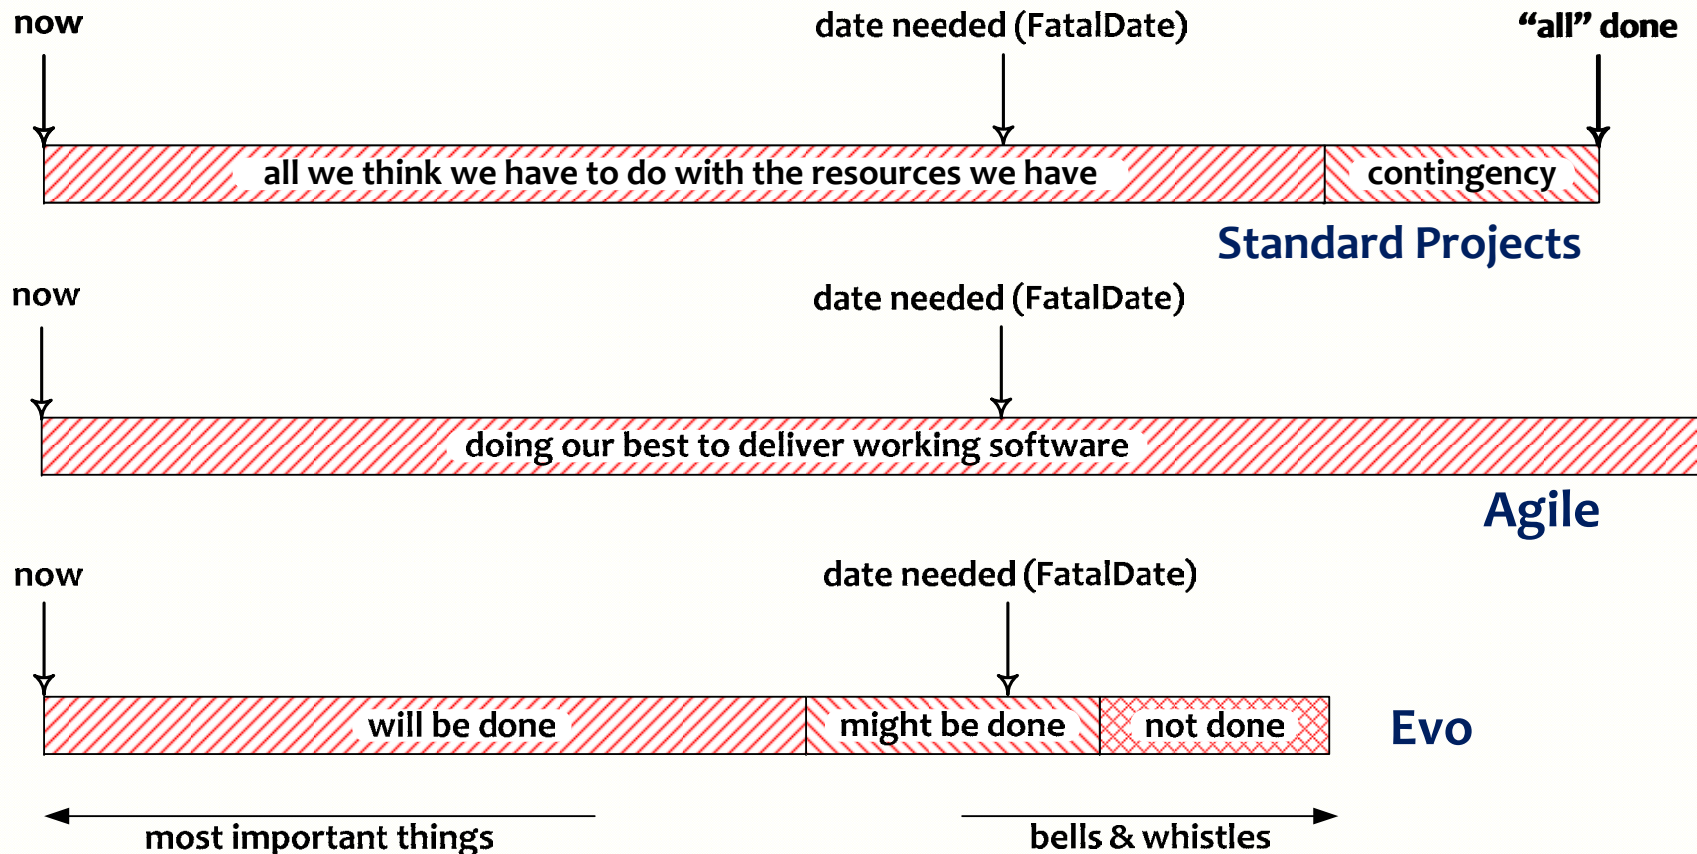 now
date needed (FatalDate)
“all” done
all we think we have to do with the resources we have
contingency
Standard Projects
now
date needed (FatalDate)
doing our best to deliver working software
Agile
now
date needed (FatalDate)
will be done
might be done
not done
Evo
most important things
bells & whistles